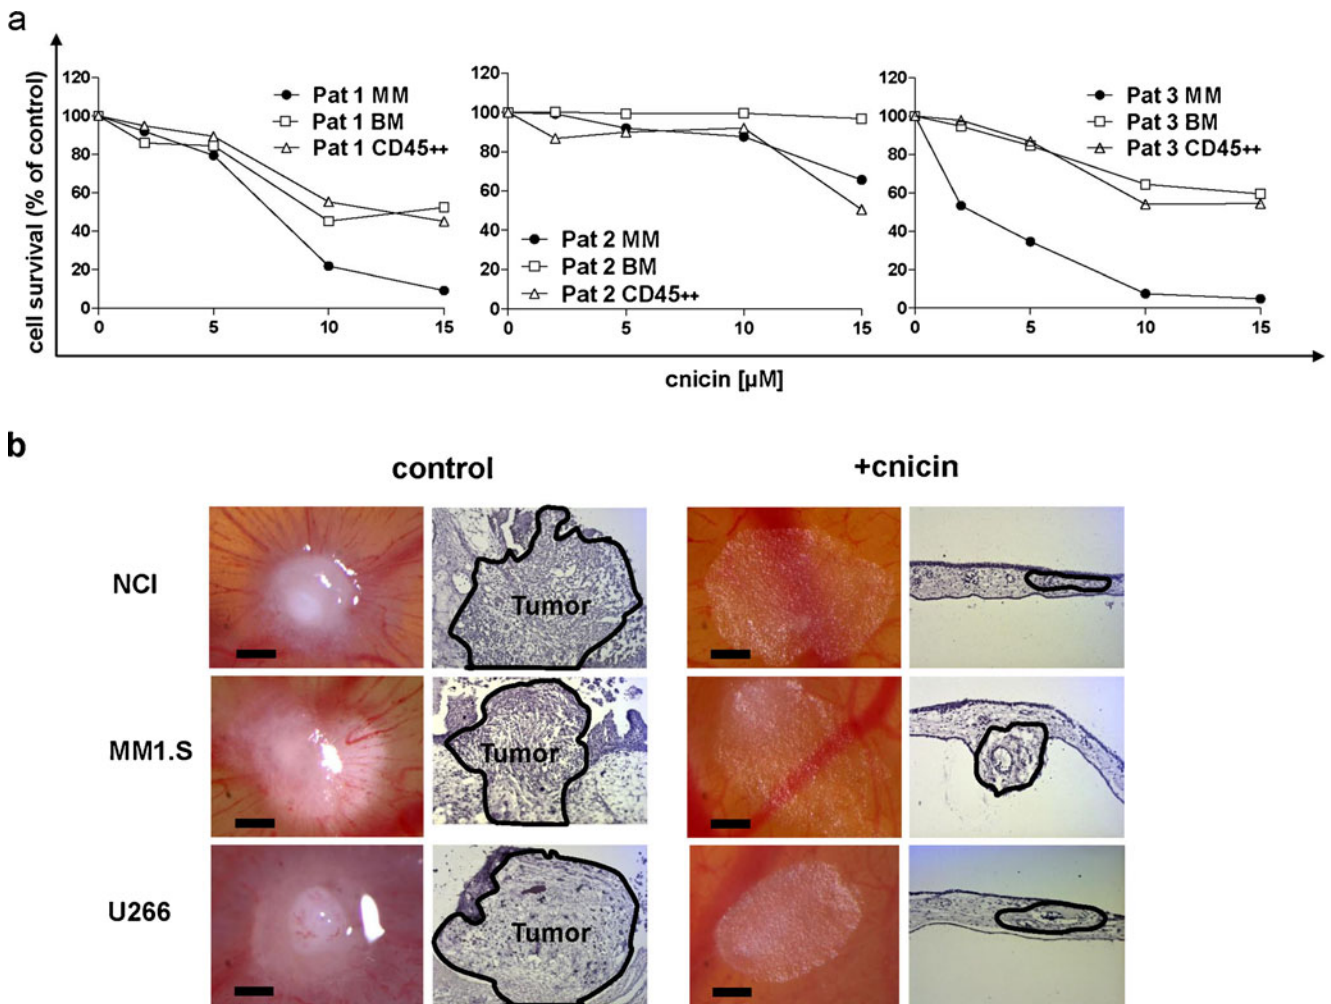 a
cell survival (% of control)
120
100
80
60
40
20
0
0 5 10 15
Pat 1 MM
Pat 1 BM
Pat 1 CD45++
120
100
80
60
40
20
0
0 5 10 15
Pat 2 MM
Pat 2 BM
Pat 2 CD45++
120
100
80
60
40
20
0
0 5 10 15
Pat 3 MM
Pat 3 BM
Pat 3 CD45++
cnicin [µM]
b
control +cnicin
NCI
Tumor
MM1.S
Tumor
U266
Tumor